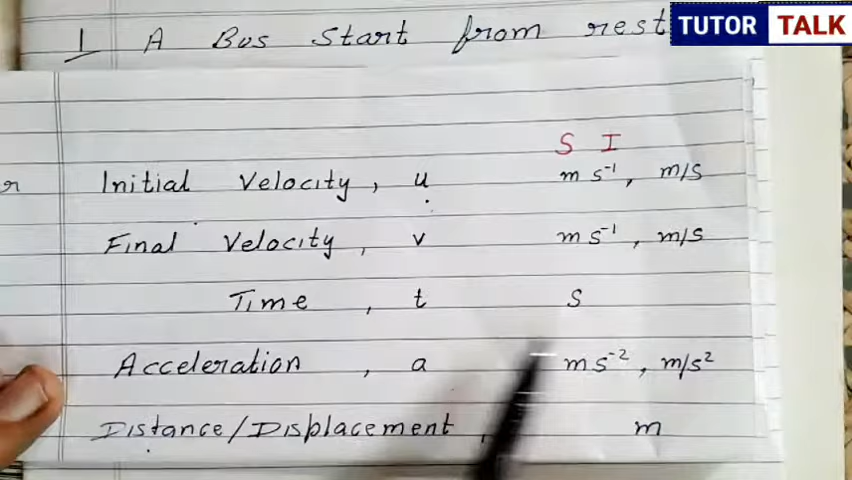 1 A Bus Start from rest
TUTOR TALK
S I
r Initial Velocity, u m s⁻¹, m/s
Final Velocity, v m s⁻¹, m/s
Time, t s
Acceleration, a m s⁻², m/s²
Distance/Displacement, m